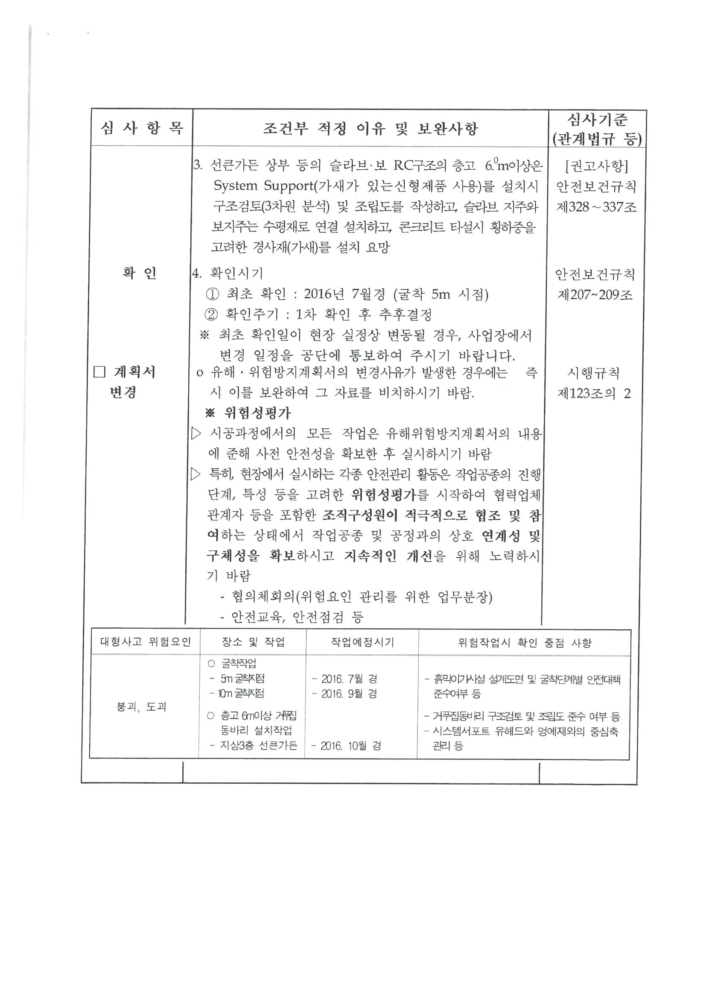 심 사 항 목
조건부 적정 이유 및 보완사항
심사기준
(관계법규 등)
3. 선큰가든 상부 등의 슬라브·보 RC구조의 층고 6.0m이상은
System Support(가새가 있는신형제품 사용)를 설치시
구조검토(3차원 분석) 및 조립도를 작성하고, 슬라브 지주와
보지주는 수평재로 연결 설치하고, 콘크리트 타설시 횡하중을
고려한 경사재(가새)를 설치 요망
[권고사항]
안전보건규칙
제328~337조
확 인
4. 확인시기
① 최초 확인 : 2016년 7월경 (굴착 5m 시점)
② 확인주기 : 1차 확인 후 추후결정
※ 최초 확인일이 현장 실정상 변동될 경우, 사업장에서
변경 일정을 공단에 통보하여 주시기 바랍니다.
안전보건규칙
제207~209조
□ 계획서
변경
o 유해·위험방지계획서의 변경사유가 발생한 경우에는 즉
시 이를 보완하여 그 자료를 비치하시기 바람.
시행규칙
제123조의 2
※ 위험성평가
▷ 시공과정에서의 모든 작업은 유해위험방지계획서의 내용
에 준해 사전 안전성을 확보한 후 실시하시기 바람
▷ 특히, 현장에서 실시하는 각종 안전관리 활동은 작업공종의 진행
단계, 특성 등을 고려한 위험성평가를 시작하여 협력업체
관계자 등을 포함한 조직구성원이 적극적으로 협조 및 참
여하는 상태에서 작업공종 및 공정과의 상호 연계성 및
구체성을 확보하시고 지속적인 개선을 위해 노력하시
기 바람
- 협의체회의(위험요인 관리를 위한 업무분장)
- 안전교육, 안전점검 등
대형사고 위험요인
장소 및 작업
작업예정시기
위험작업시 확인 중점 사항
붕괴, 도괴
○ 굴착작업
- 5m 굴착지점
- 10m 굴착지점
○ 층고 6m이상 거푸집
동바리 설치작업
- 지상3층 선큰가든
- 2016. 7월 경
- 2016. 9월 경
- 2016. 10월 경
- 흙막이가시설 설계도면 및 굴착단계별 안전대책
준수여부 등
- 거푸집동바리 구조검토 및 조립도 준수 여부 등
- 시스템서포트 유헤드와 멍에재와의 중심축
관리 등